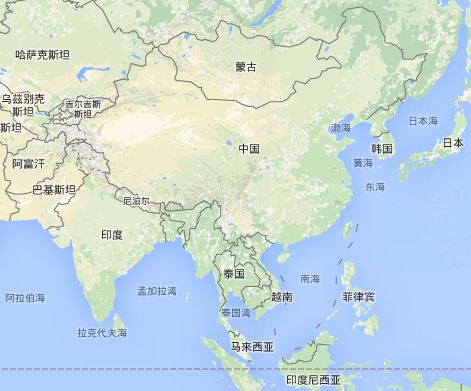 哈萨克斯坦
蒙古
乌兹别克
斯坦
吉尔吉斯
斯坦
斯坦
渤海
日本海
中国
韩国
日本
阿富汗
黄海
东海
巴基斯坦
尼泊尔
印度
泰国
南海
孟加拉湾
阿拉伯海
越南
菲律宾
泰国湾
拉克代夫海
马来西亚
印度尼西亚